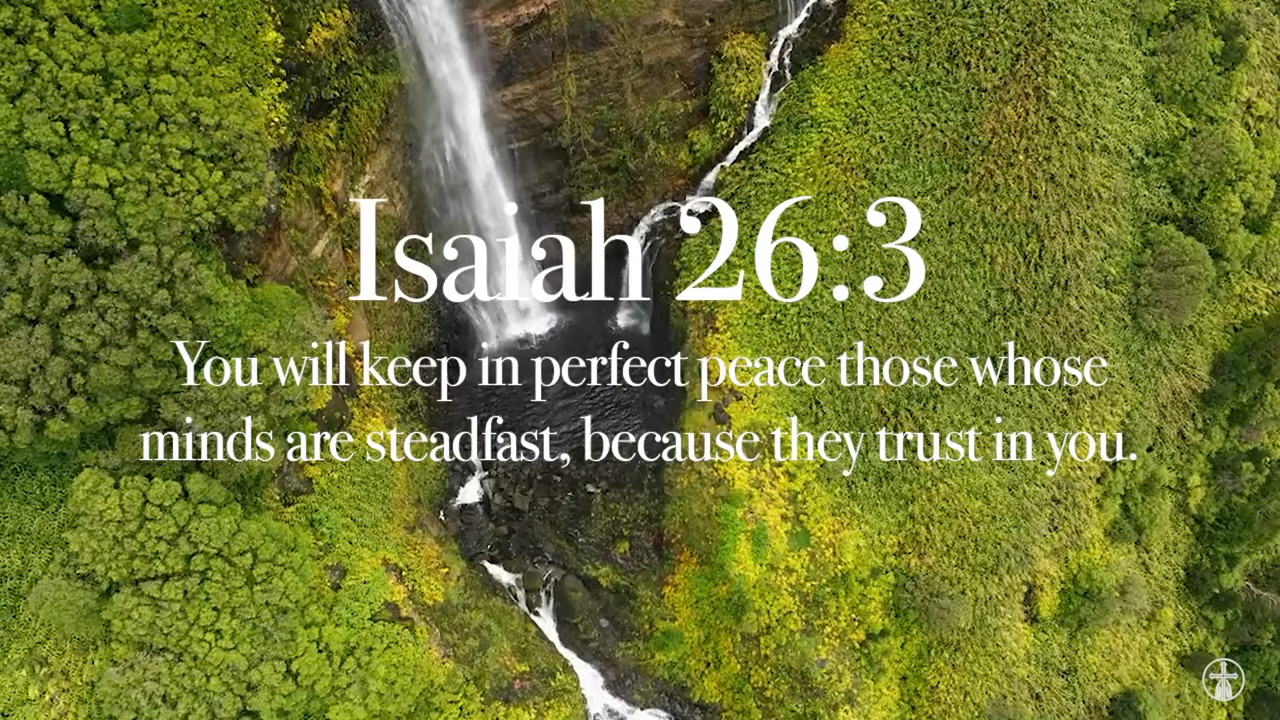 Isaiah 26:3
You will keep in perfect peace those whose
minds are steadfast, because they trust in you.